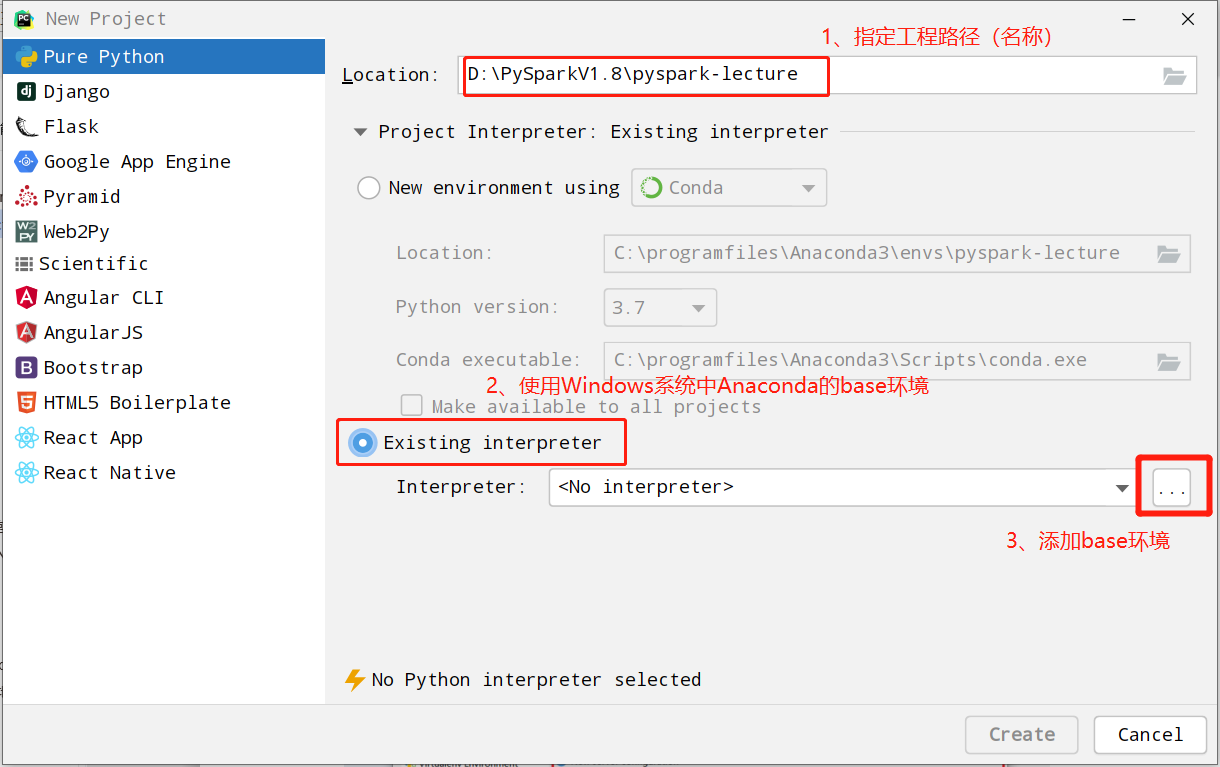 New Project
1、指定工程路径（名称）
Pure Python
Location: D:\PySparkV1.8\pyspark-lecture
Django
Flask
Google App Engine
Pyramid
Web2Py
Scientific
Angular CLI
AngularJS
Bootstrap
HTML5 Boilerplate
React App
React Native
Project Interpreter: Existing interpreter
New environment using Conda
Location: C:\programfiles\Anaconda3\envs\pyspark-lecture
Python version: 3.7
Conda executable: C:\programfiles\Anaconda3\Scripts\conda.exe
2、使用Windows系统中Anaconda的base环境
Make available to all projects
Existing interpreter
Interpreter: <No interpreter> ...
3、添加base环境
No Python interpreter selected
Create Cancel